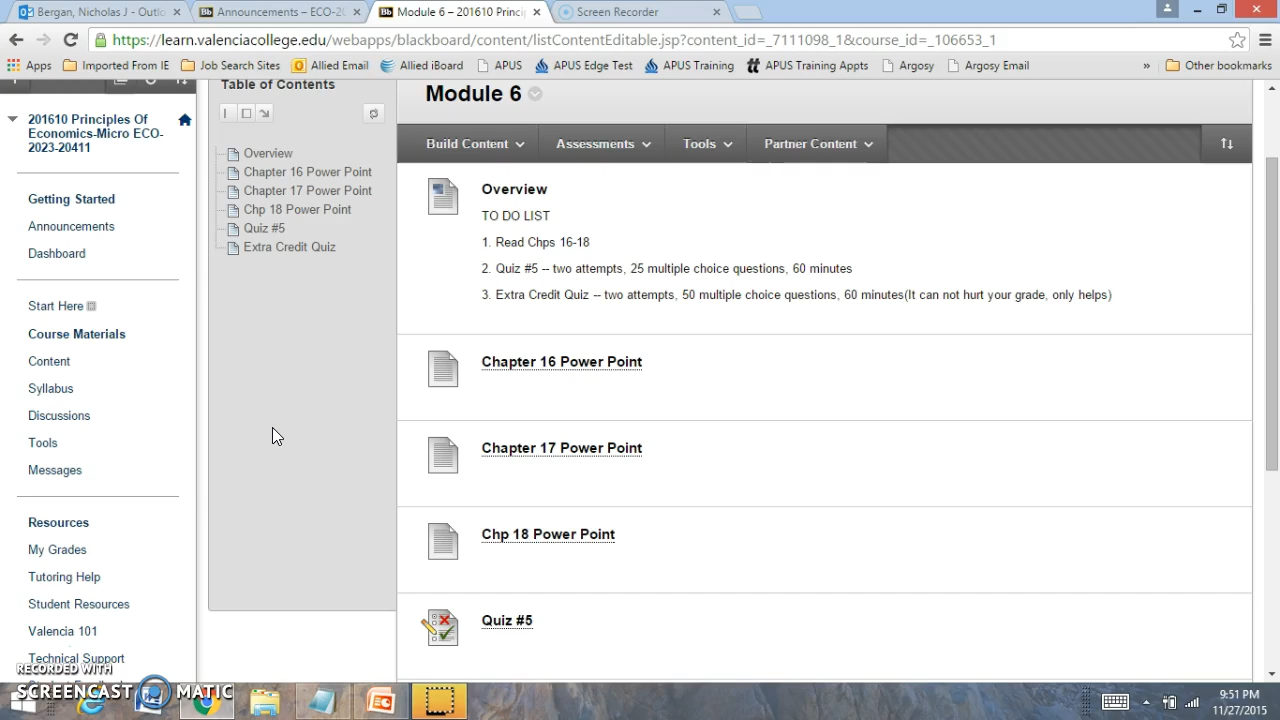 Bergan, Nicholas J - Outlo
Announcements – ECO-20
Module 6 – 201610 Princip
Screen Recorder
https://learn.valenciacollege.edu/webapps/blackboard/content/listContentEditable.jsp?content_id=_7111098_1&course_id=_106653_1
Apps
Imported From IE
Job Search Sites
Allied Email
Allied iBoard
APUS
APUS Edge Test
APUS Training
APUS Training Appts
Argosy
Argosy Email
»
Other bookmarks
201610 Principles Of
Economics-Micro ECO-
2023-20411
Getting Started
Announcements
Dashboard
Start Here
Course Materials
Content
Syllabus
Discussions
Tools
Messages
Resources
My Grades
Tutoring Help
Student Resources
Valencia 101
Technical Support
Table of Contents
Overview
Chapter 16 Power Point
Chapter 17 Power Point
Chp 18 Power Point
Quiz #5
Extra Credit Quiz
Module 6
Build Content
Assessments
Tools
Partner Content
Overview
TO DO LIST
1. Read Chps 16-18
2. Quiz #5 -- two attempts, 25 multiple choice questions, 60 minutes
3. Extra Credit Quiz -- two attempts, 50 multiple choice questions, 60 minutes(It can not hurt your grade, only helps)
Chapter 16 Power Point
Chapter 17 Power Point
Chp 18 Power Point
Quiz #5
RECORDED WITH
SCREENCAST MATIC
9:51 PM
11/27/2015